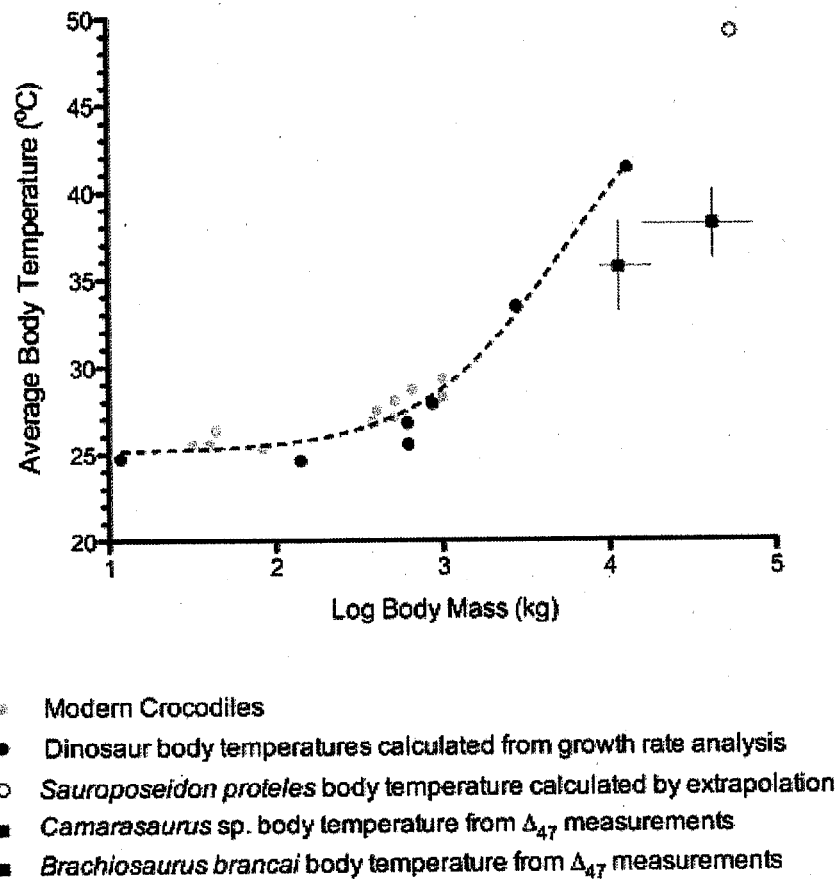 50
45
40
35
30
25
20
Average Body Temperature (ºC)
1 2 3 4 5
Log Body Mass (kg)
Modern Crocodiles
Dinosaur body temperatures calculated from growth rate analysis
Sauroposeidon proteles body temperature calculated by extrapolation
Camarasaurus sp. body temperature from Δ47 measurements
Brachiosaurus brancai body temperature from Δ47 measurements